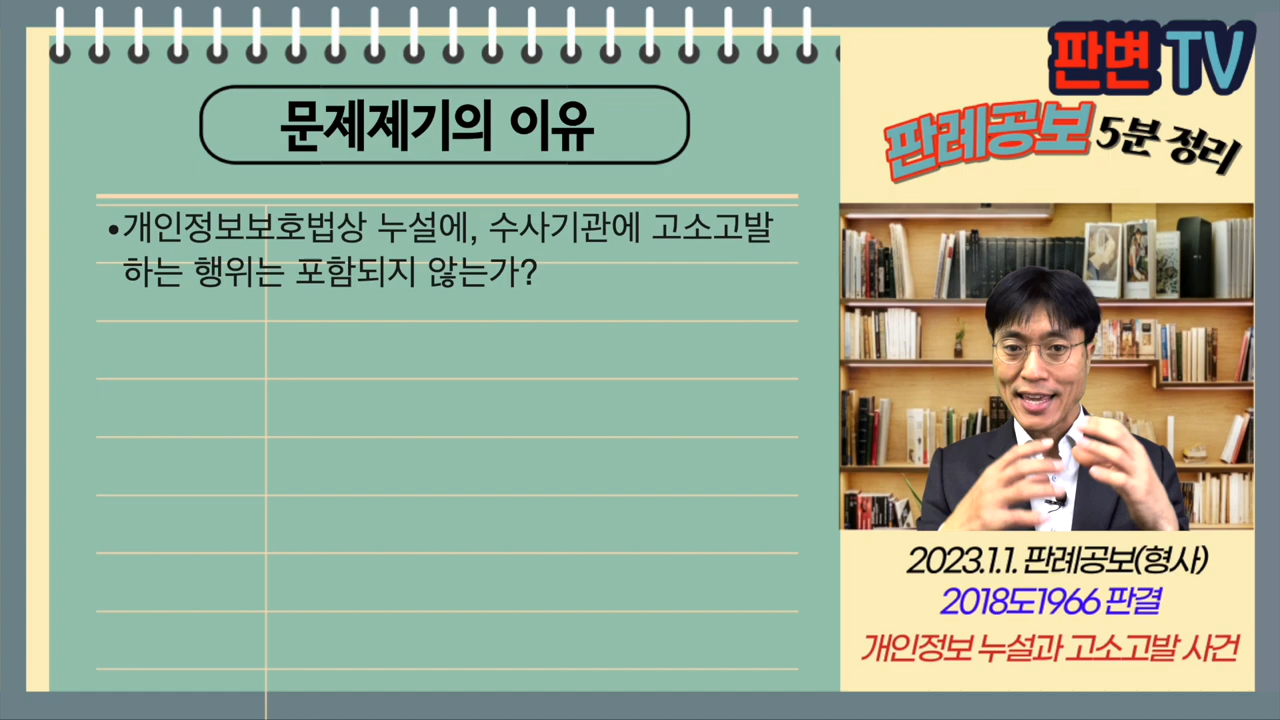 문제제기의 이유
•개인정보보호법상 누설에, 수사기관에 고소고발
하는 행위는 포함되지 않는가?
판변 TV
판례공보 5분 정리
2023.1.1. 판례공보(형사)
2018도1966 판결
개인정보 누설과 고소고발 사건